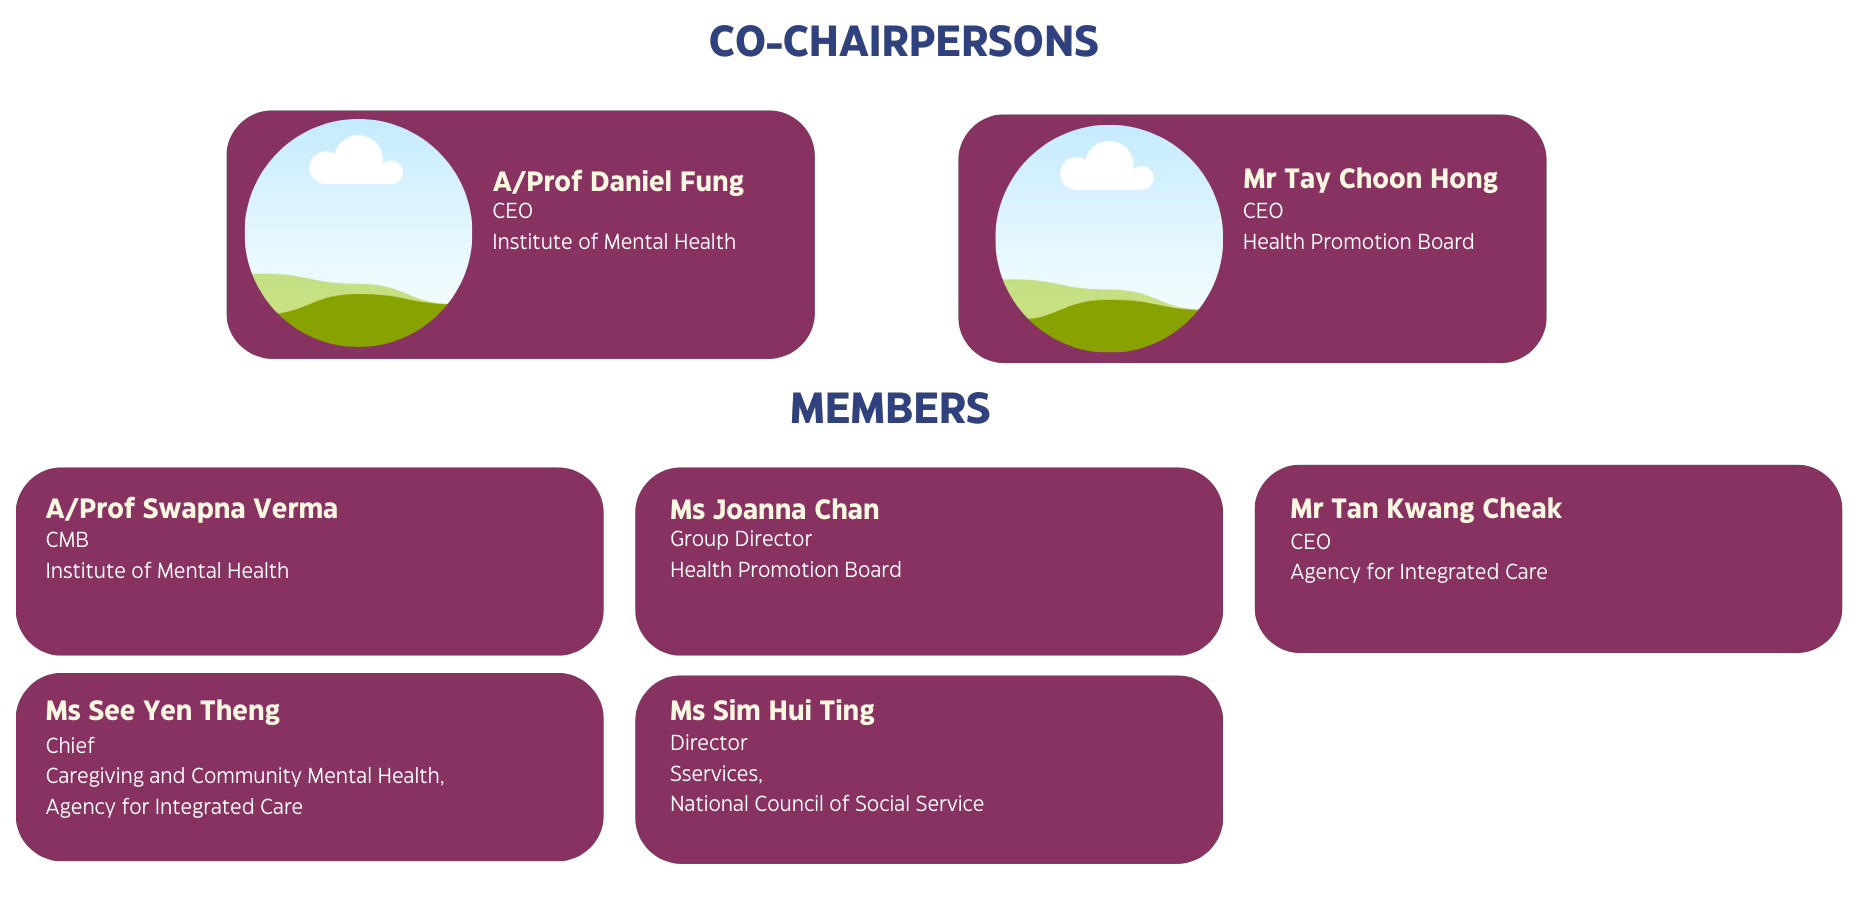 CO-CHAIRPERSONS
A/Prof Daniel Fung
CEO
Institute of Mental Health
Mr Tay Choon Hong
CEO
Health Promotion Board
MEMBERS
A/Prof Swapna Verma
CMB
Institute of Mental Health
Ms Joanna Chan
Group Director
Health Promotion Board
Mr Tan Kwang Cheak
CEO
Agency for Integrated Care
Ms See Yen Theng
Chief
Caregiving and Community Mental Health,
Agency for Integrated Care
Ms Sim Hui Ting
Director
Sservices,
National Council of Social Service